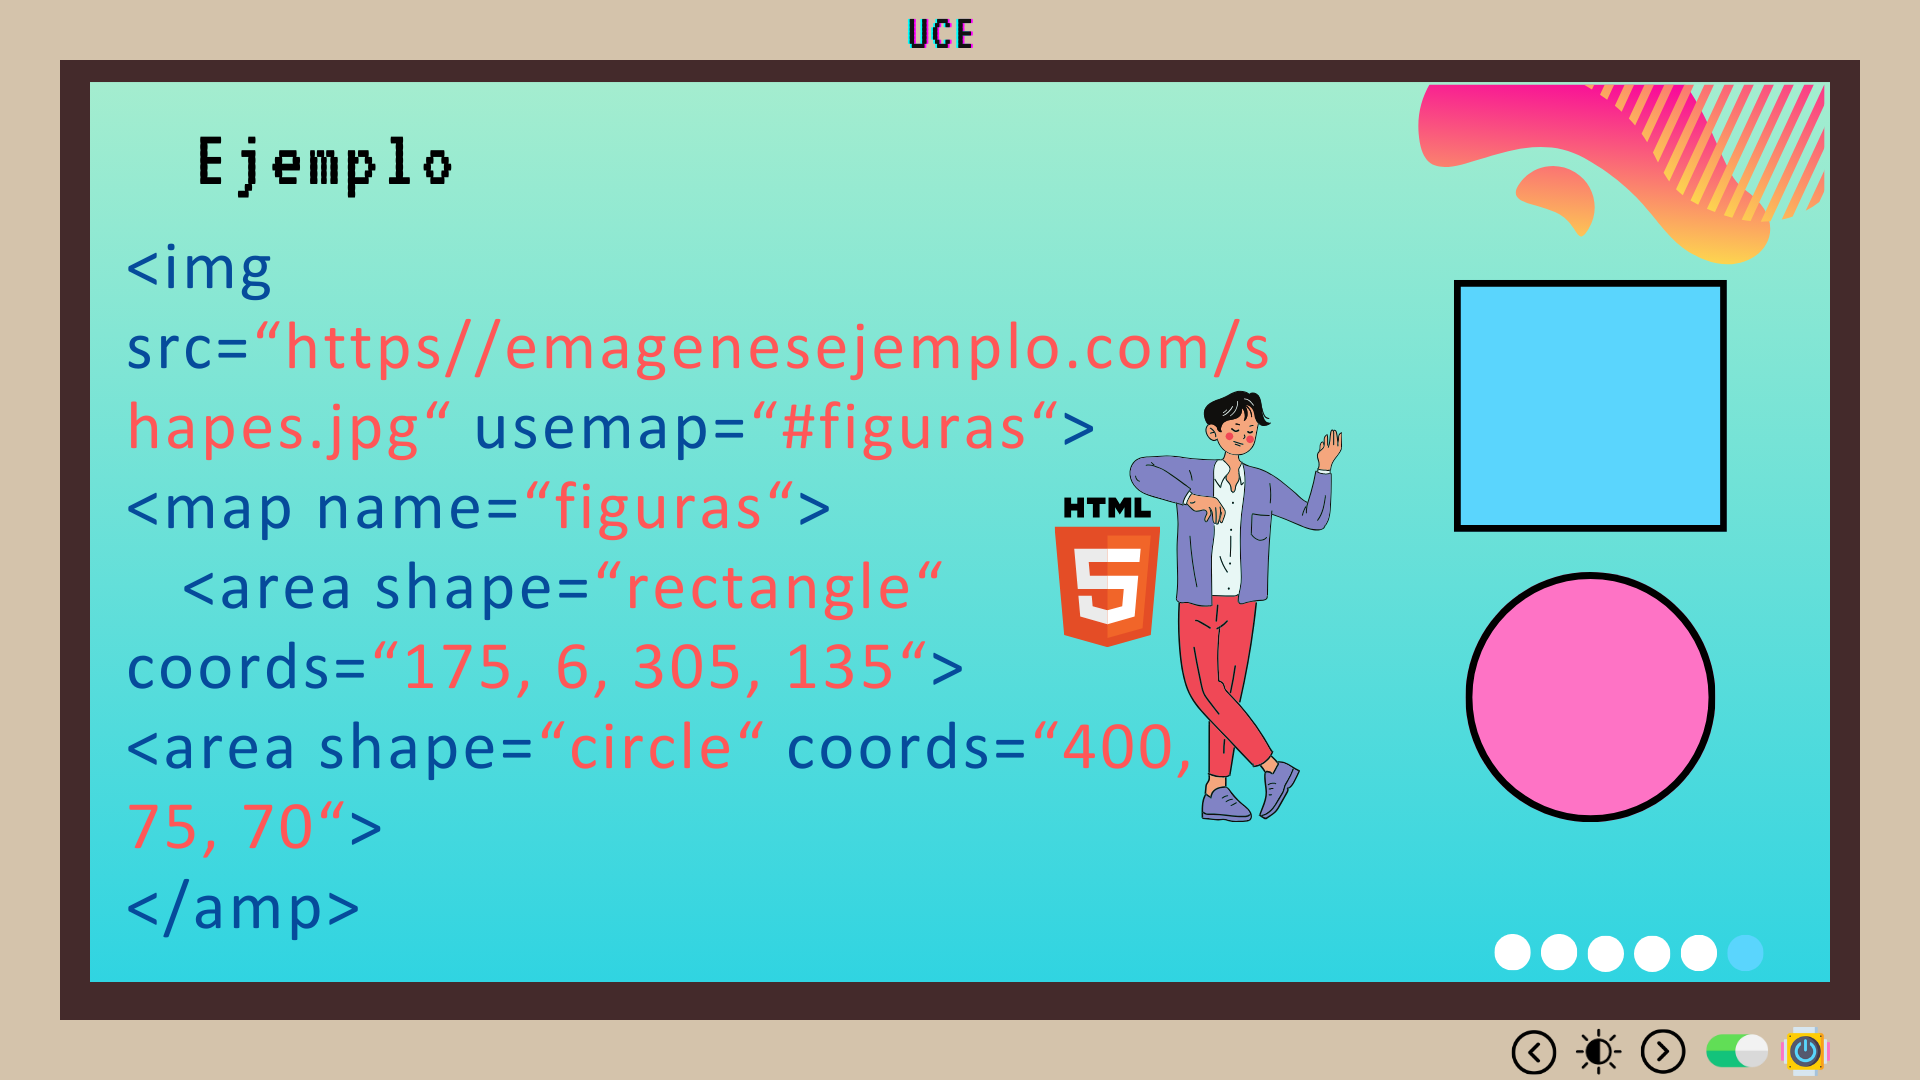 UCE
Ejemplo
<img
src=“https//emagenesejemplo.com/s
hapes.jpg“ usemap=“#figuras“>
<map name=“figuras“>
<area shape=“rectangle“
coords=“175, 6, 305, 135“>
<area shape=“circle“ coords=“400,
75, 70“>
</amp>
HTML
5